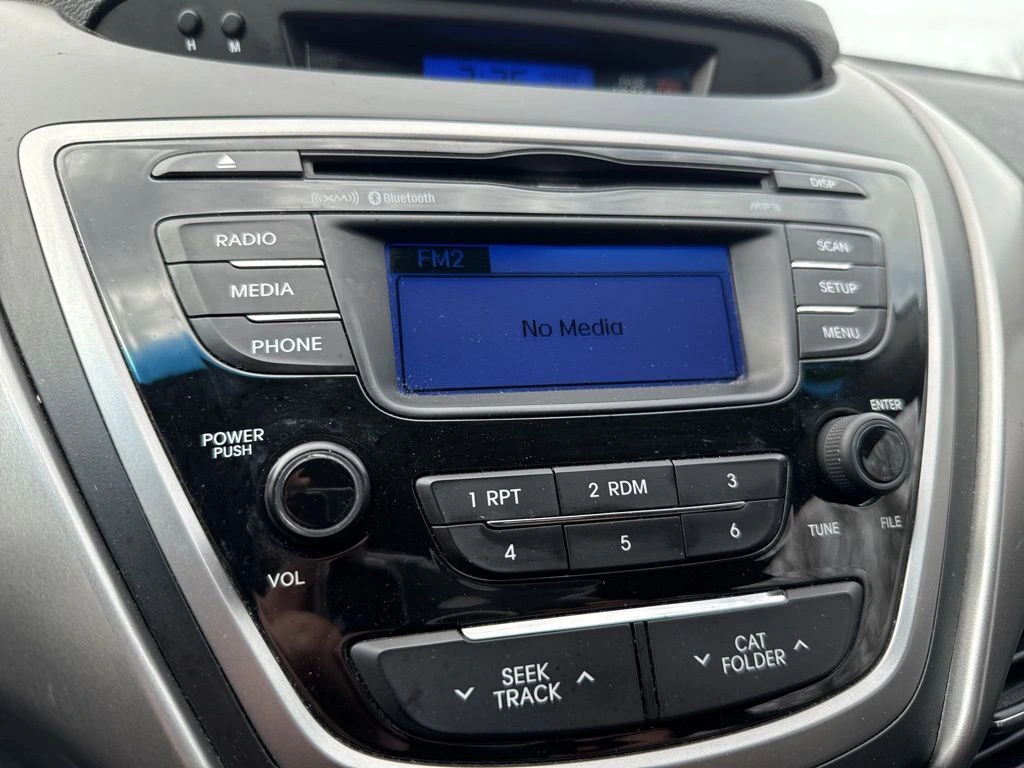 H M
((XM)) Bluetooth
DISP
MP3
RADIO
MEDIA
PHONE
FM2
No Media
SCAN
SETUP
MENU
POWER
PUSH
VOL
1 RPT
2 RDM
3
4
5
6
ENTER
TUNE
FILE
SEEK
TRACK
CAT
FOLDER